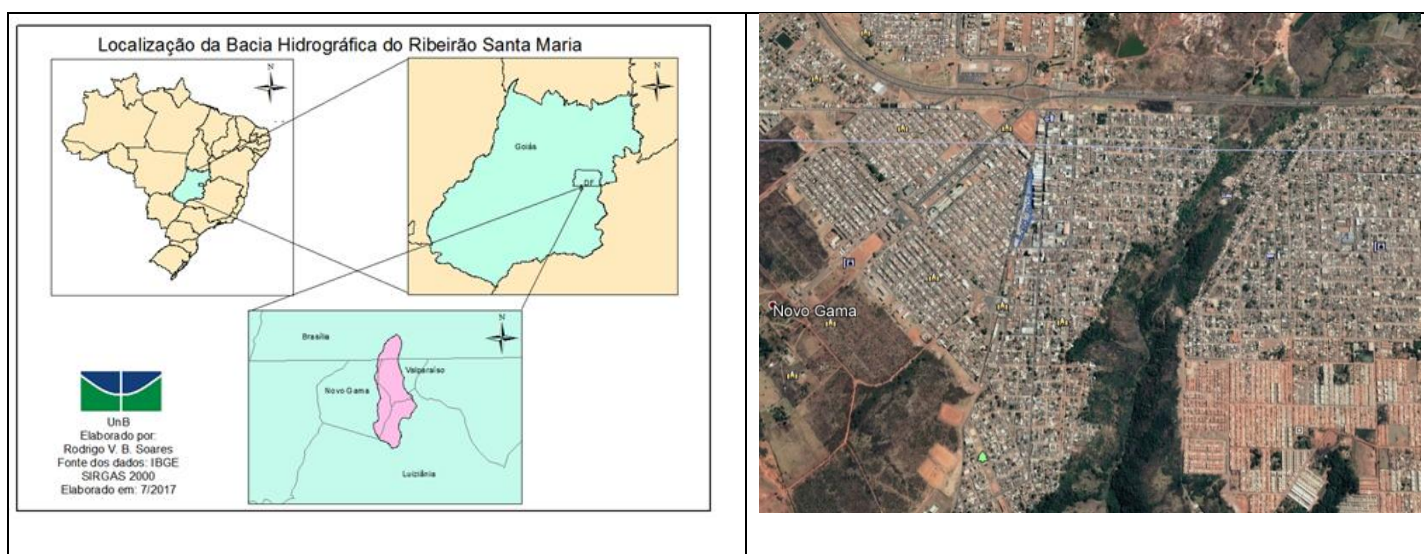 Localização da Bacia Hidrográfica do Ribeirão Santa Maria
N
N
Goiás
DF
N
Brasília
Novo Gama
Valparaíso
Luiziânia
UnB
Elaborado por:
Rodrigo V. B. Soares
Fonte dos dados: IBGE
SIRGAS 2000
Elaborado em: 7/2017
Novo Gama